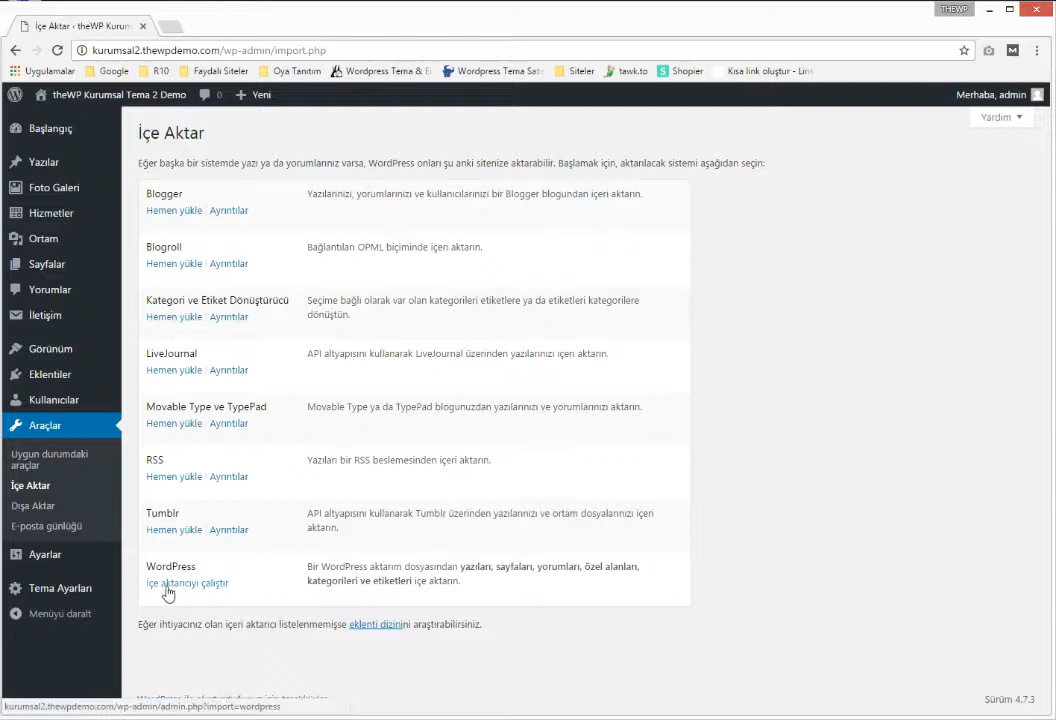 THEWP
İçe Aktar ‹ theWP Kurum
kurumsal2.thewpdemo.com/wp-admin/import.php
Uygulamalar Google R10 Faydalı Siteler Oya Tanıtım Wordpress Tema & E Wordpress Tema Satış Siteler tawk.to Shopier Kısa link oluştur - Lin
theWP Kurumsal Tema 2 Demo 0 Yeni Merhaba, admin
Yardım
Başlangıç
Yazılar
Foto Galeri
Hizmetler
Ortam
Sayfalar
Yorumlar
İletişim
Görünüm
Eklentiler
Kullanıcılar
Araçlar
Uygun durumdaki
araçlar
İçe Aktar
Dışa Aktar
E-posta günlüğü
Ayarlar
Tema Ayarları
Menüyü daralt
İçe Aktar
Eğer başka bir sistemde yazı ya da yorumlarınız varsa, WordPress onları şu anki sitenize aktarabilir. Başlamak için, aktarılacak sistemi aşağıdan seçin:
Blogger
Yazılarınızı, yorumlarınızı ve kullanıcılarınızı bir Blogger blogundan içeri aktarın.
Hemen yükle | Ayrıntılar
Blogroll
Bağlantıları OPML biçiminde içeri aktarın.
Hemen yükle | Ayrıntılar
Kategori ve Etiket Dönüştürücü
Seçime bağlı olarak var olan kategorileri etiketlere ya da etiketleri kategorilere
dönüştün.
Hemen yükle | Ayrıntılar
LiveJournal
API altyapısını kullanarak LiveJournal üzerinden yazılarınızı içeri aktarın.
Hemen yükle | Ayrıntılar
Movable Type ve TypePad
Movable Type ya da TypePad blogunuzdan yazılarınızı ve yorumlarınızı aktarın.
Hemen yükle | Ayrıntılar
RSS
Yazıları bir RSS beslemesinden içeri aktarın.
Hemen yükle | Ayrıntılar
Tumblr
API altyapısını kullanarak Tumblr üzerinden yazılarınızı ve ortam dosyalarınızı içeri
aktarın.
Hemen yükle | Ayrıntılar
WordPress
Bir WordPress aktarım dosyasından yazıları, sayfaları, yorumları, özel alanları,
kategorileri ve etiketleri içe aktarın.
İçe aktarıcıyı çalıştır
Eğer ihtiyacınız olan içeri aktarıcı listelenmemişse eklenti dizinini araştırabilirsiniz.
Sürüm 4.7.3
kurumsal2.thewpdemo.com/wp-admin/admin.php?import=wordpress